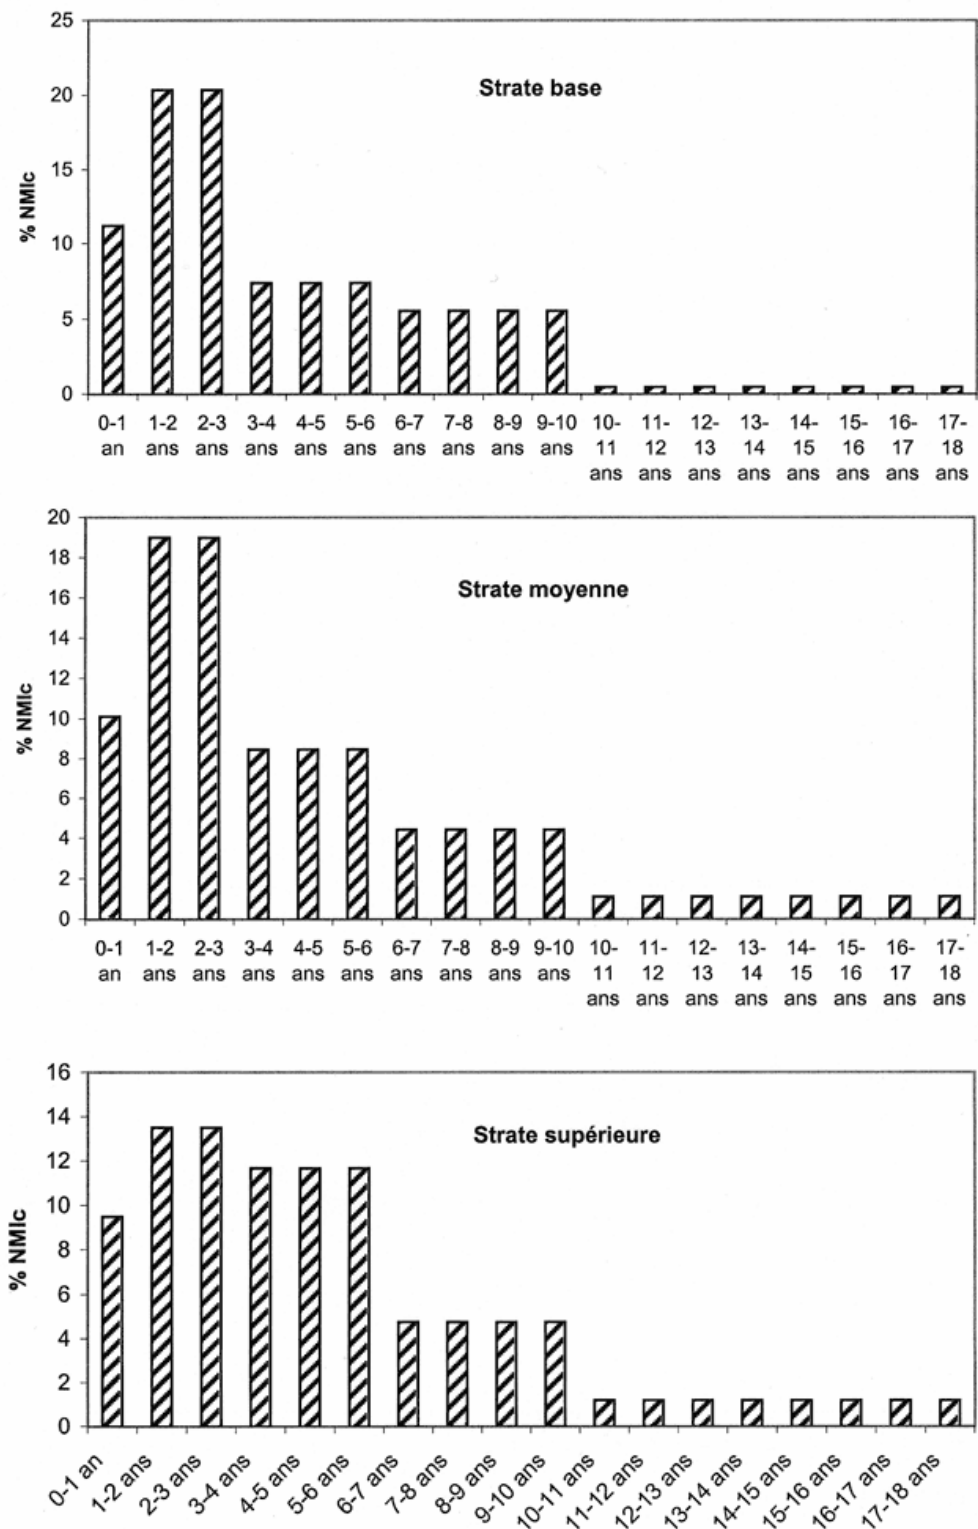 Strate base
% NMIc
25
20
15
10
5
0
0-1 1-2 2-3 3-4 4-5 5-6 6-7 7-8 8-9 9-10 10- 11- 12- 13- 14- 15- 16- 17-
an ans ans ans ans ans ans ans ans ans 11 12 13 14 15 16 17 18
ans ans ans ans ans ans ans ans
Strate moyenne
% NMIc
20
18
16
14
12
10
8
6
4
2
0
0-1 1-2 2-3 3-4 4-5 5-6 6-7 7-8 8-9 9-10 10- 11- 12- 13- 14- 15- 16- 17-
an ans ans ans ans ans ans ans ans ans 11 12 13 14 15 16 17 18
ans ans ans ans ans ans ans ans
Strate supérieure
% NMIc
16
14
12
10
8
6
4
2
0
0-1 an
1-2 ans
2-3 ans
3-4 ans
4-5 ans
5-6 ans
6-7 ans
7-8 ans
8-9 ans
9-10 ans
10-11 ans
11-12 ans
12-13 ans
13-14 ans
14-15 ans
15-16 ans
16-17 ans
17-18 ans